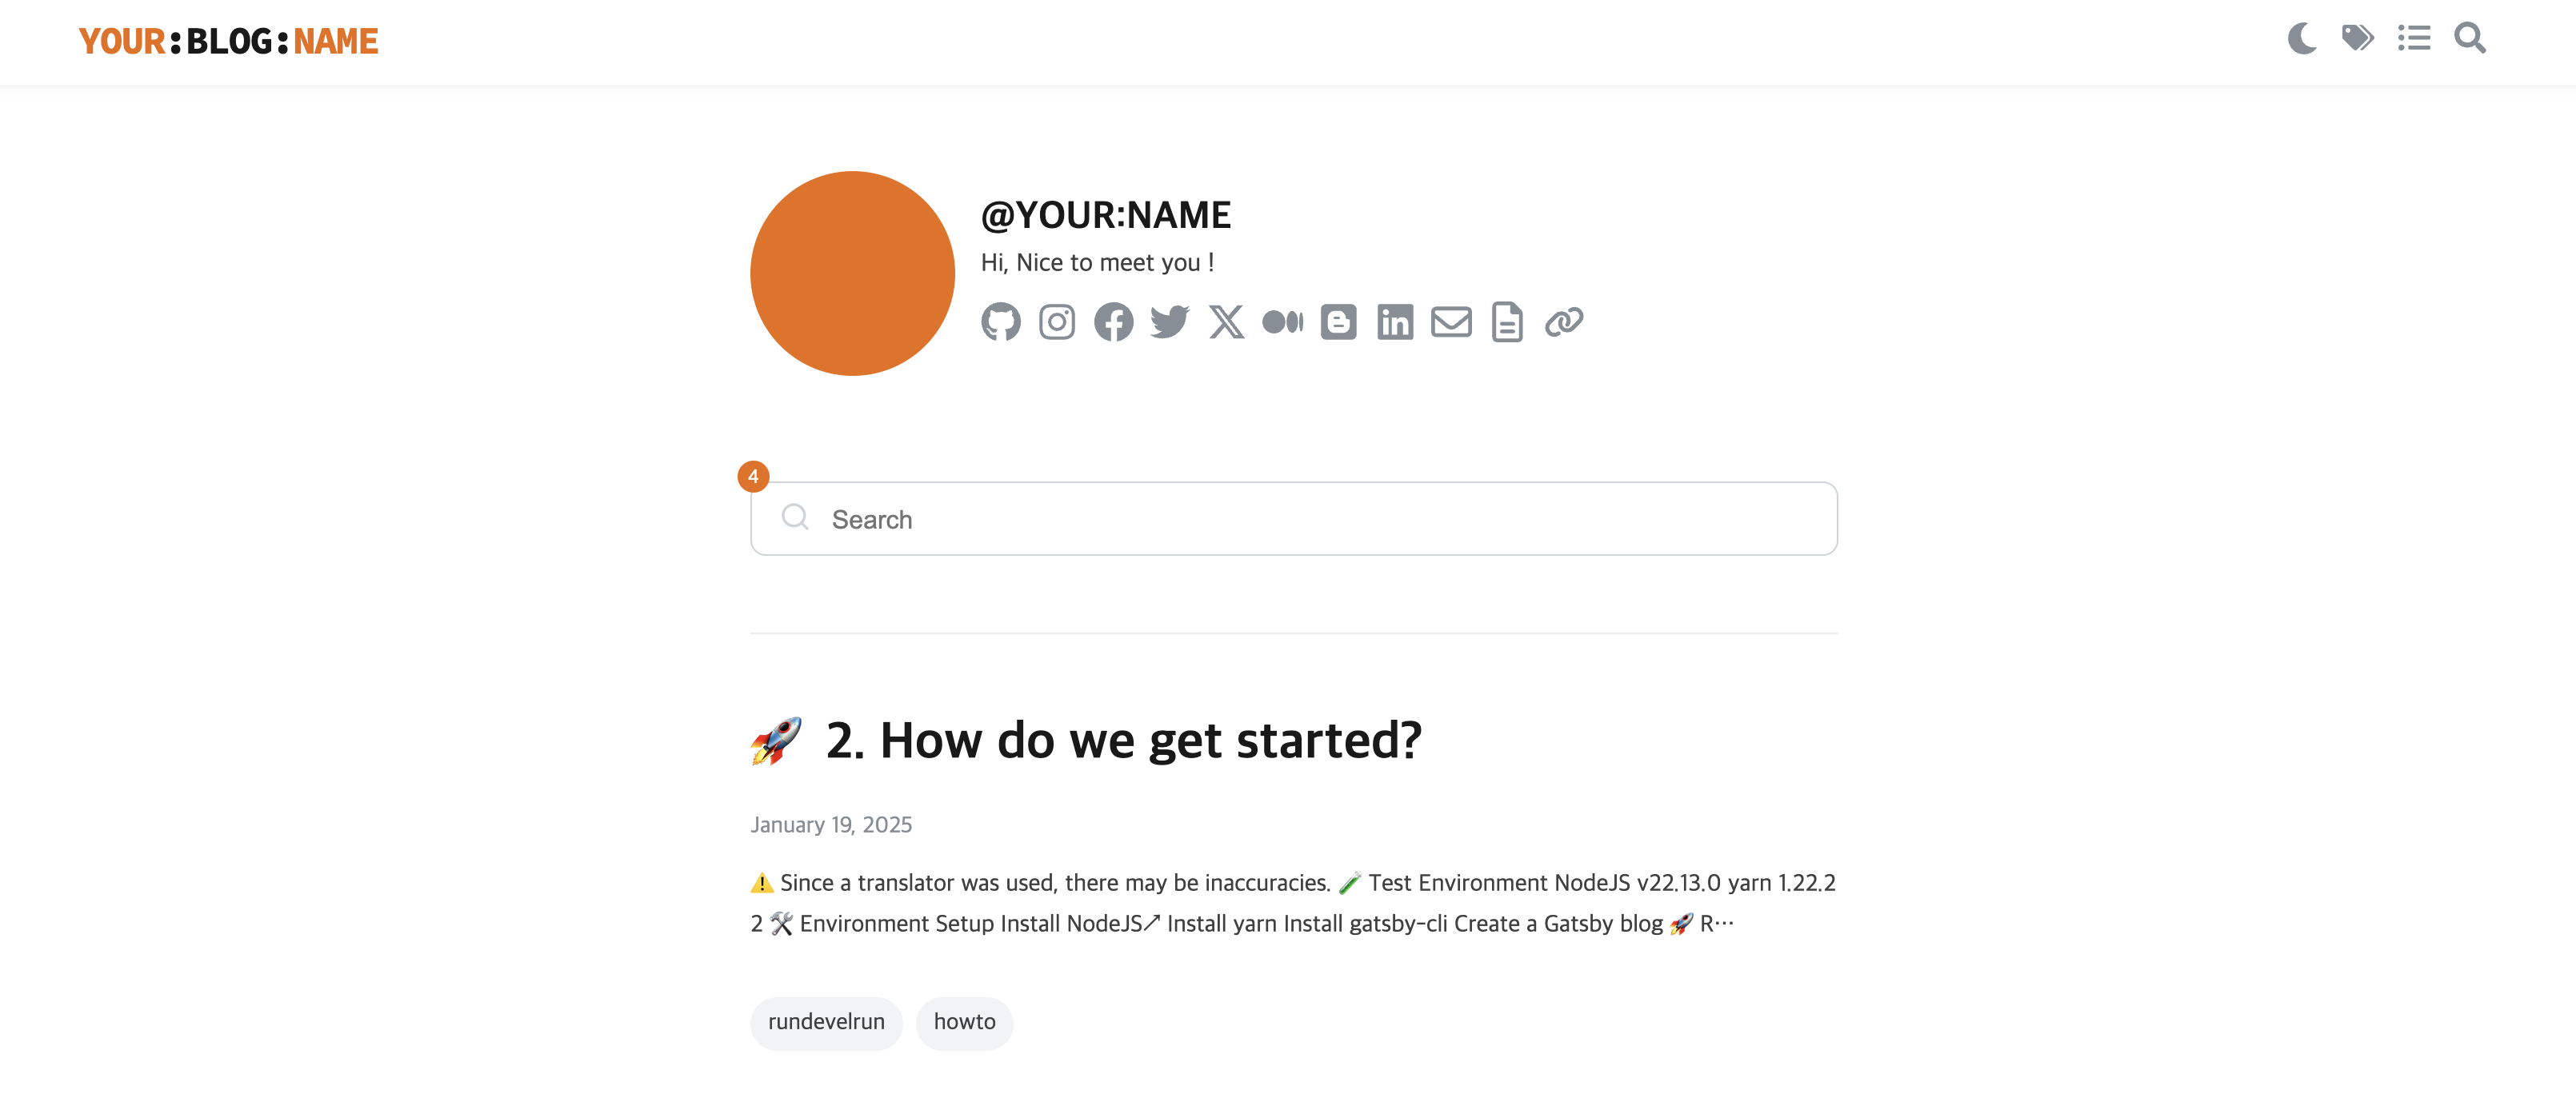 YOUR:BLOG:NAME
@YOUR:NAME
Hi, Nice to meet you !
4
Search
🚀 2. How do we get started?
January 19, 2025
⚠️ Since a translator was used, there may be inaccuracies. 🧪 Test Environment NodeJS v22.13.0 yarn 1.22.2
2 🛠 Environment Setup Install NodeJS↗ Install yarn Install gatsby-cli Create a Gatsby blog 🚀 R…
rundevelrun
howto